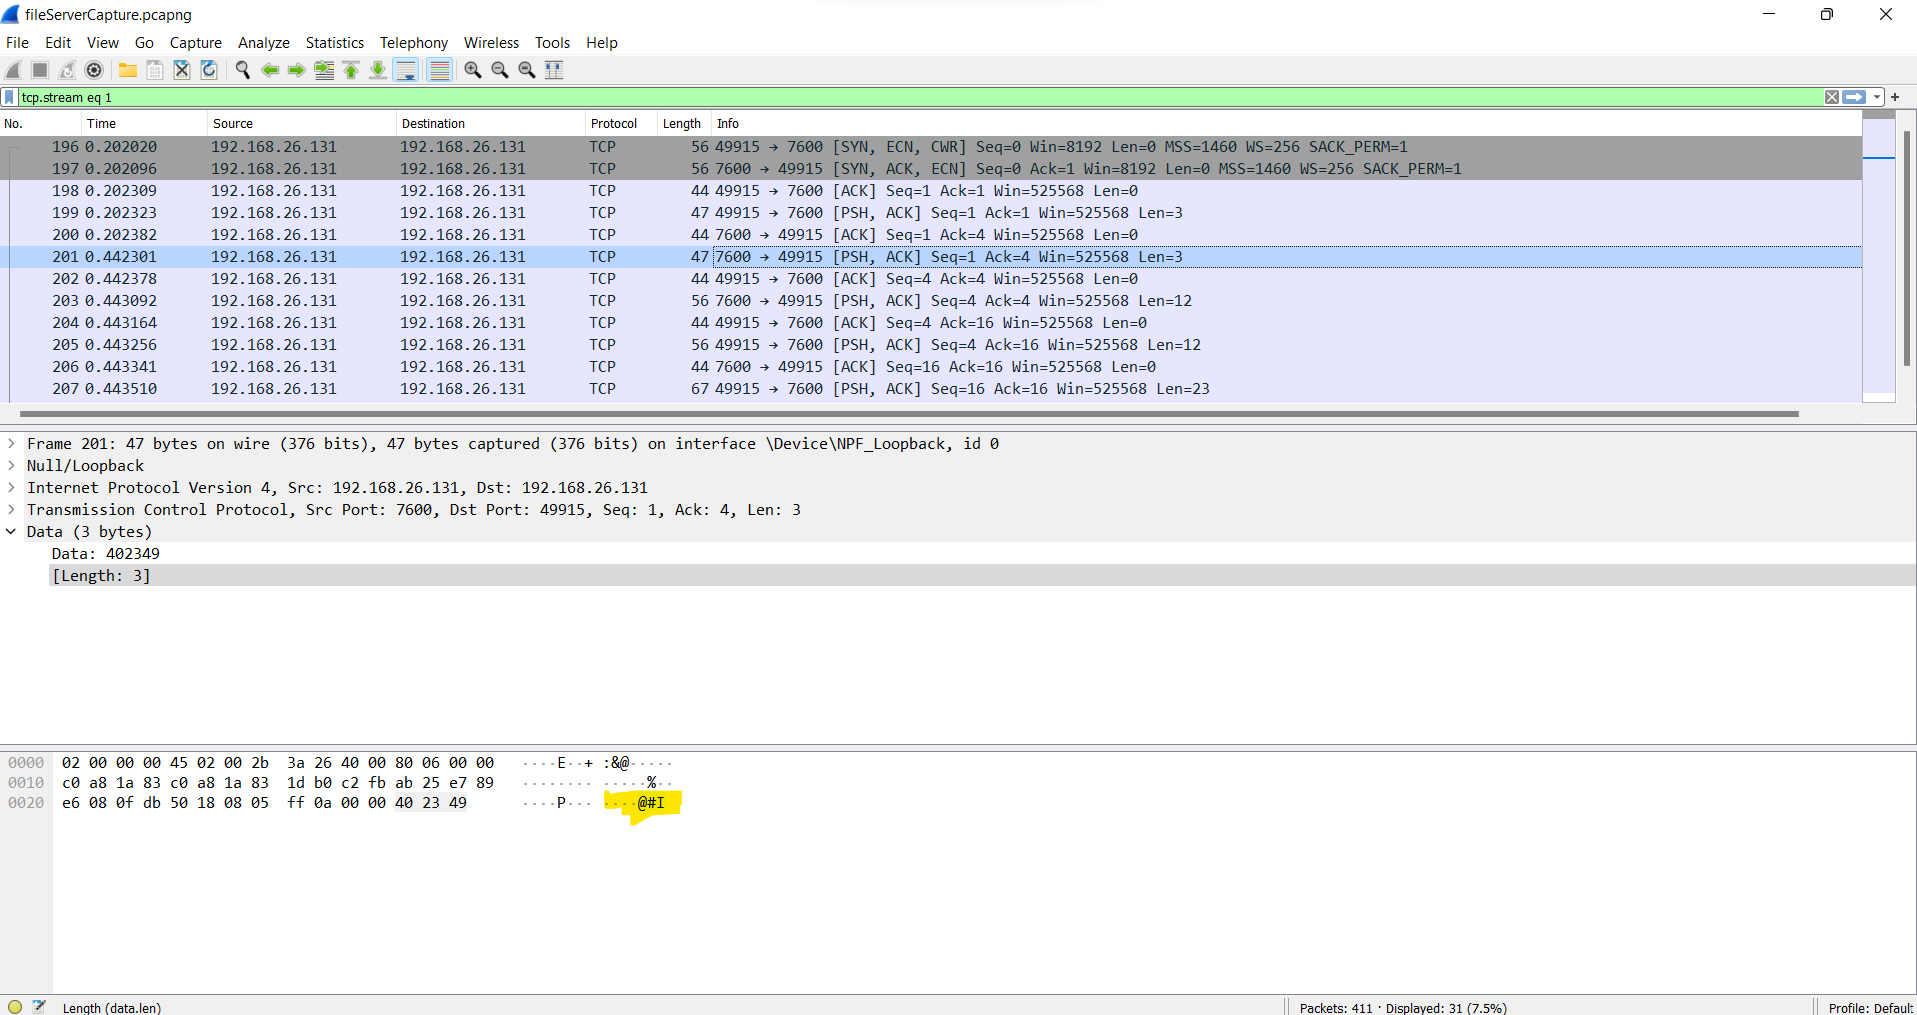 fileServerCapture.pcapng
File Edit View Go Capture Analyze Statistics Telephony Wireless Tools Help
tcp.stream eq 1
No. Time Source Destination Protocol Length Info
196 0.202020 192.168.26.131 192.168.26.131 TCP 56 49915 → 7600 [SYN, ECN, CWR] Seq=0 Win=8192 Len=0 MSS=1460 WS=256 SACK_PERM=1
197 0.202096 192.168.26.131 192.168.26.131 TCP 56 7600 → 49915 [SYN, ACK, ECN] Seq=0 Ack=1 Win=8192 Len=0 MSS=1460 WS=256 SACK_PERM=1
198 0.202309 192.168.26.131 192.168.26.131 TCP 44 49915 → 7600 [ACK] Seq=1 Ack=1 Win=525568 Len=0
199 0.202323 192.168.26.131 192.168.26.131 TCP 47 49915 → 7600 [PSH, ACK] Seq=1 Ack=1 Win=525568 Len=3
200 0.202382 192.168.26.131 192.168.26.131 TCP 44 7600 → 49915 [ACK] Seq=1 Ack=4 Win=525568 Len=0
201 0.442301 192.168.26.131 192.168.26.131 TCP 47 7600 → 49915 [PSH, ACK] Seq=1 Ack=4 Win=525568 Len=3
202 0.442378 192.168.26.131 192.168.26.131 TCP 44 49915 → 7600 [ACK] Seq=4 Ack=4 Win=525568 Len=0
203 0.443092 192.168.26.131 192.168.26.131 TCP 56 7600 → 49915 [PSH, ACK] Seq=4 Ack=4 Win=525568 Len=12
204 0.443164 192.168.26.131 192.168.26.131 TCP 44 49915 → 7600 [ACK] Seq=4 Ack=16 Win=525568 Len=0
205 0.443256 192.168.26.131 192.168.26.131 TCP 56 49915 → 7600 [PSH, ACK] Seq=4 Ack=16 Win=525568 Len=12
206 0.443341 192.168.26.131 192.168.26.131 TCP 44 7600 → 49915 [ACK] Seq=16 Ack=16 Win=525568 Len=0
207 0.443510 192.168.26.131 192.168.26.131 TCP 67 49915 → 7600 [PSH, ACK] Seq=16 Ack=16 Win=525568 Len=23
Frame 201: 47 bytes on wire (376 bits), 47 bytes captured (376 bits) on interface \Device\NPF_Loopback, id 0
Null/Loopback
Internet Protocol Version 4, Src: 192.168.26.131, Dst: 192.168.26.131
Transmission Control Protocol, Src Port: 7600, Dst Port: 49915, Seq: 1, Ack: 4, Len: 3
Data (3 bytes)
Data: 402349
[Length: 3]
0000 02 00 00 00 45 02 00 2b 3a 26 40 00 80 06 00 00 ····E··+ :&@·····
0010 c0 a8 1a 83 c0 a8 1a 83 1d b0 c2 fb ab 25 e7 89 ········ ·····%··
0020 e6 08 0f db 50 18 08 05 ff 0a 00 00 40 23 49 ····P··· ····@#I
Length (data.len) Packets: 411 · Displayed: 31 (7.5%) Profile: Default